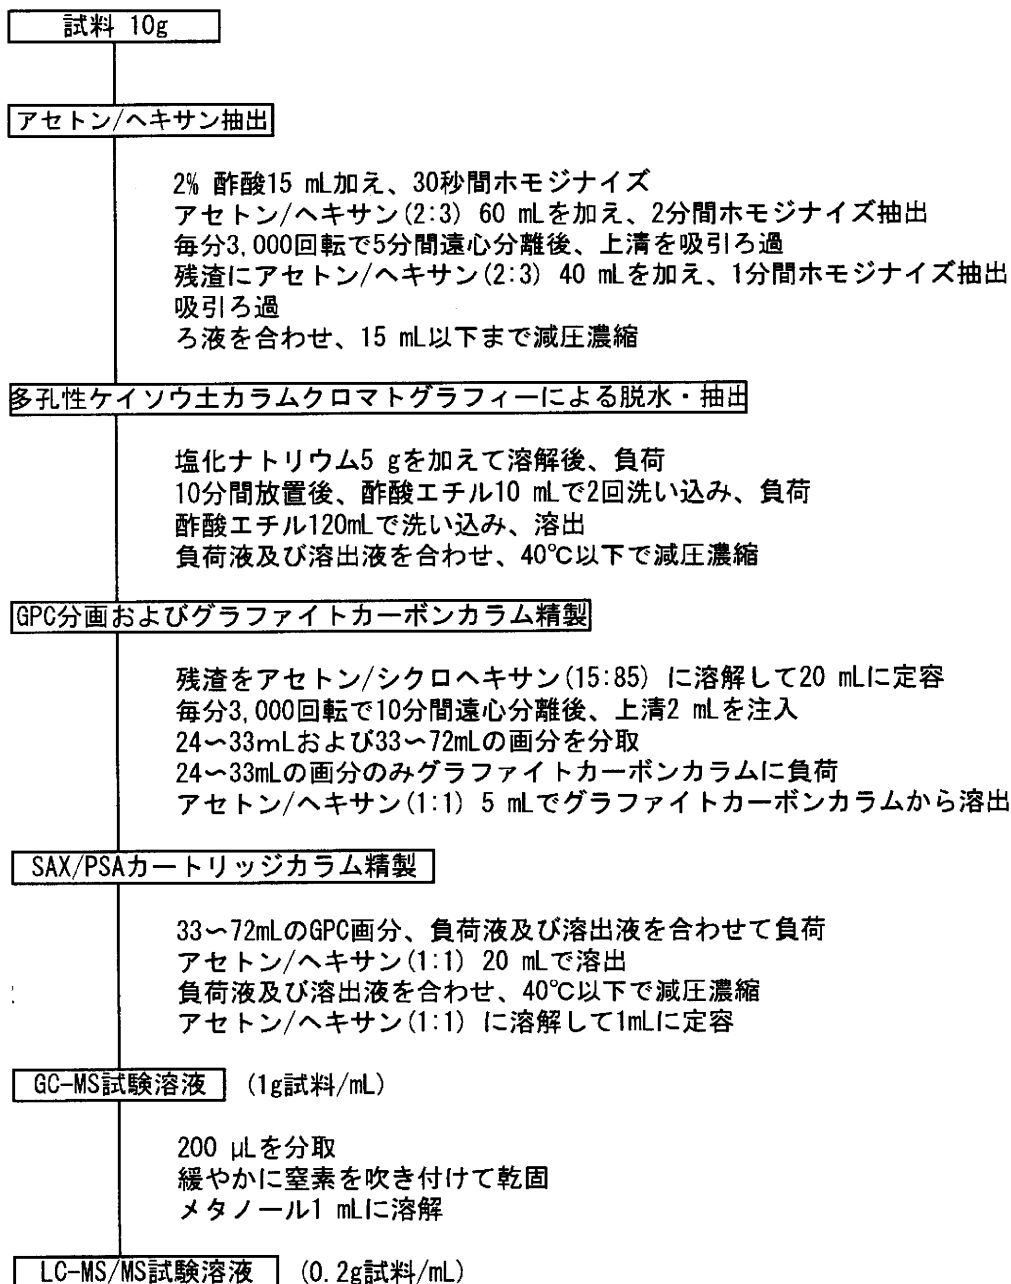 試料 10g
アセトン/ヘキサン抽出
2% 酢酸15 mL加え、30秒間ホモジナイズ
アセトン/ヘキサン(2:3) 60 mLを加え、2分間ホモジナイズ抽出
毎分3,000回転で5分間遠心分離後、上清を吸引ろ過
残渣にアセトン/ヘキサン(2:3) 40 mLを加え、1分間ホモジナイズ抽出
吸引ろ過
ろ液を合わせ、15 mL以下まで減圧濃縮
多孔性ケイソウ土カラムクロマトグラフィーによる脱水・抽出
塩化ナトリウム5 gを加えて溶解後、負荷
10分間放置後、酢酸エチル10 mLで2回洗い込み、負荷
酢酸エチル120mLで洗い込み、溶出
負荷液及び溶出液を合わせ、40℃以下で減圧濃縮
GPC分画およびグラファイトカーボンカラム精製
残渣をアセトン/シクロヘキサン(15:85) に溶解して20 mLに定容
毎分3,000回転で10分間遠心分離後、上清2 mLを注入
24~33mLおよび33~72mLの画分を分取
24~33mLの画分のみグラファイトカーボンカラムに負荷
アセトン/ヘキサン(1:1) 5 mLでグラファイトカーボンカラムから溶出
SAX/PSAカートリッジカラム精製
33~72mLのGPC画分、負荷液及び溶出液を合わせて負荷
アセトン/ヘキサン(1:1) 20 mLで溶出
負荷液及び溶出液を合わせ、40℃以下で減圧濃縮
アセトン/ヘキサン(1:1) に溶解して1mLに定容
GC-MS試験溶液 (1g試料/mL)
200 μLを分取
緩やかに窒素を吹き付けて乾固
メタノール1 mLに溶解
LC-MS/MS試験溶液 (0.2g試料/mL)